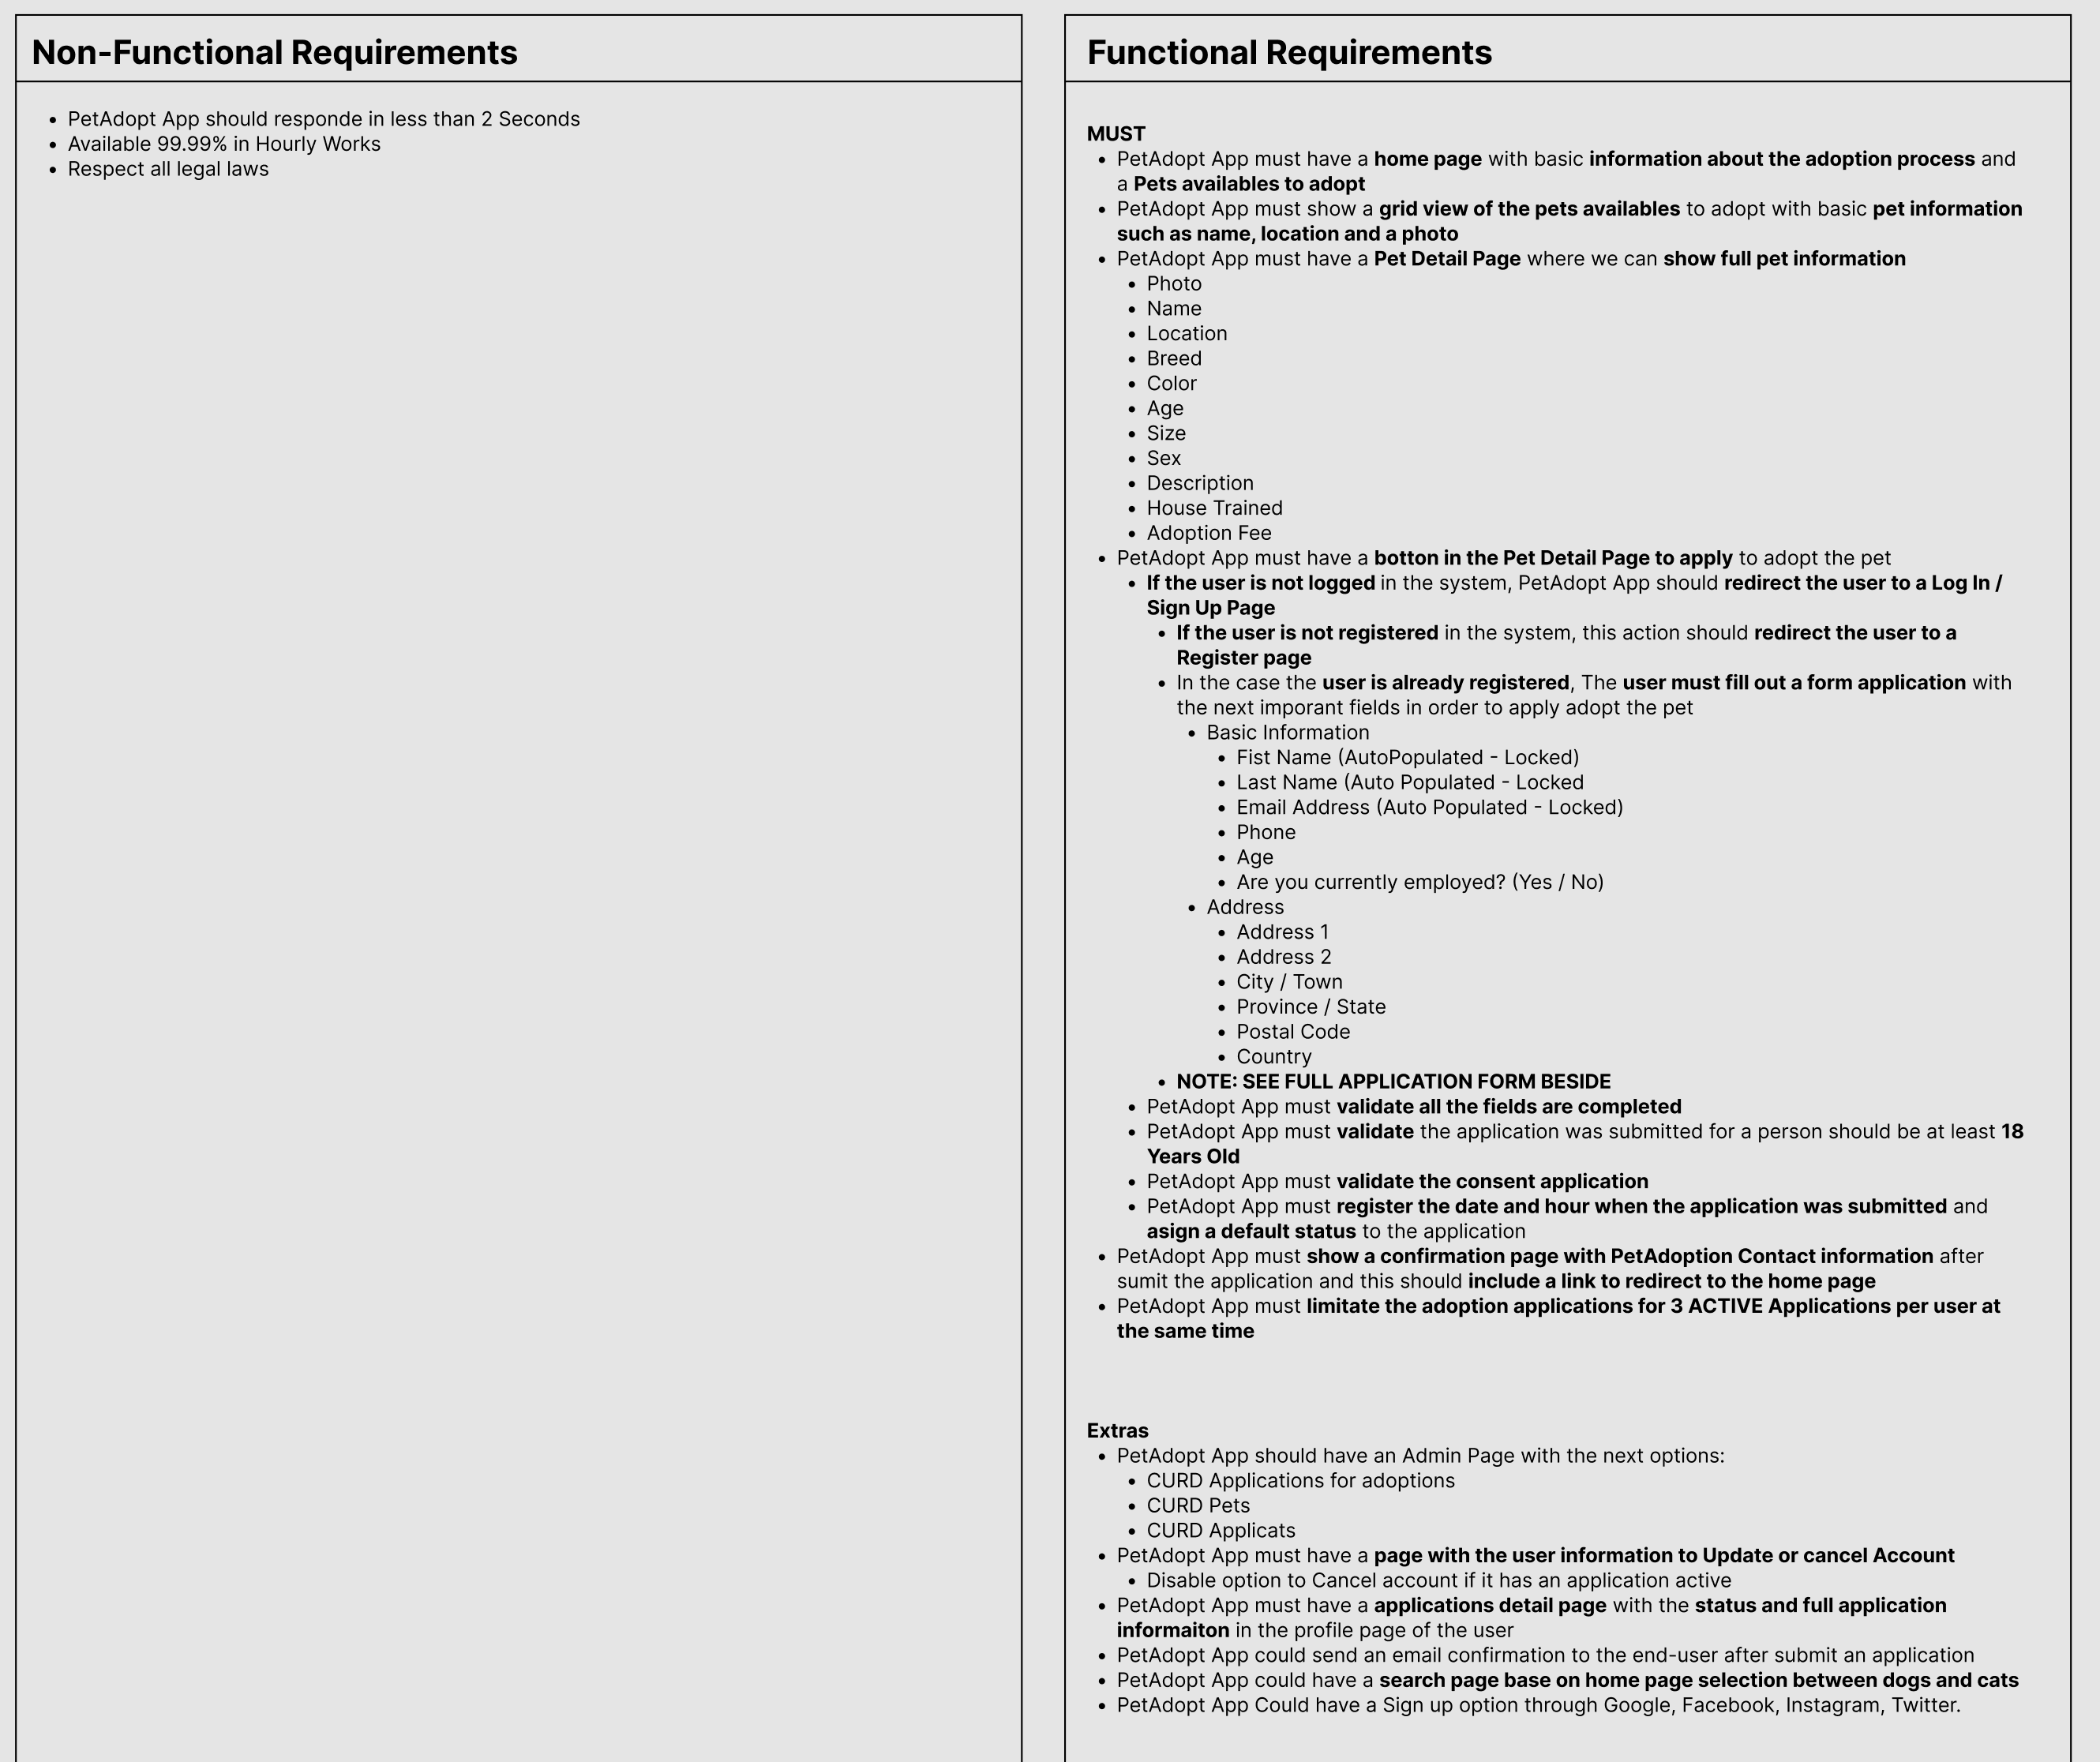 Non-Functional Requirements
PetAdopt App should responde in less than 2 Seconds
Available 99.99% in Hourly Works
Respect all legal laws
Functional Requirements
MUST
PetAdopt App must have a home page with basic information about the adoption process and
a Pets availables to adopt
PetAdopt App must show a grid view of the pets availables to adopt with basic pet information
such as name, location and a photo
PetAdopt App must have a Pet Detail Page where we can show full pet information
Photo
Name
Location
Breed
Color
Age
Size
Sex
Description
House Trained
Adoption Fee
PetAdopt App must have a botton in the Pet Detail Page to apply to adopt the pet
If the user is not logged in the system, PetAdopt App should redirect the user to a Log In /
Sign Up Page
If the user is not registered in the system, this action should redirect the user to a
Register page
In the case the user is already registered, The user must fill out a form application with
the next imporant fields in order to apply adopt the pet
Basic Information
Fist Name (AutoPopulated - Locked)
Last Name (Auto Populated - Locked
Email Address (Auto Populated - Locked)
Phone
Age
Are you currently employed? (Yes / No)
Address
Address 1
Address 2
City / Town
Province / State
Postal Code
Country
NOTE: SEE FULL APPLICATION FORM BESIDE
PetAdopt App must validate all the fields are completed
PetAdopt App must validate the application was submitted for a person should be at least 18
Years Old
PetAdopt App must validate the consent application
PetAdopt App must register the date and hour when the application was submitted and
asign a default status to the application
PetAdopt App must show a confirmation page with PetAdoption Contact information after
sumit the application and this should include a link to redirect to the home page
PetAdopt App must limitate the adoption applications for 3 ACTIVE Applications per user at
the same time
Extras
PetAdopt App should have an Admin Page with the next options:
CURD Applications for adoptions
CURD Pets
CURD Applicats
PetAdopt App must have a page with the user information to Update or cancel Account
Disable option to Cancel account if it has an application active
PetAdopt App must have a applications detail page with the status and full application
informaiton in the profile page of the user
PetAdopt App could send an email confirmation to the end-user after submit an application
PetAdopt App could have a search page base on home page selection between dogs and cats
PetAdopt App Could have a Sign up option through Google, Facebook, Instagram, Twitter.